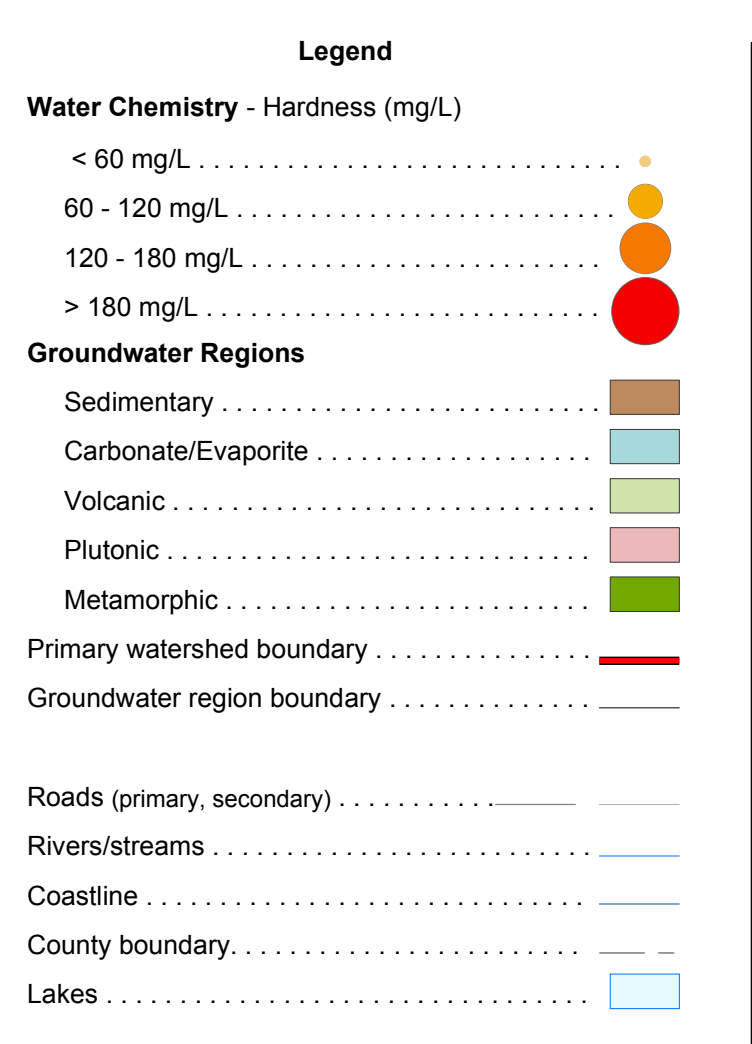 Legend
Water Chemistry - Hardness (mg/L)
< 60 mg/L . . . . . . . . . . . . . . . . . . . . . . . . . . . . .
60 - 120 mg/L . . . . . . . . . . . . . . . . . . . . . . . . . .
120 - 180 mg/L . . . . . . . . . . . . . . . . . . . . . . . .
> 180 mg/L . . . . . . . . . . . . . . . . . . . . . . . . . . .
Groundwater Regions
Sedimentary . . . . . . . . . . . . . . . . . . . . . . . . . .
Carbonate/Evaporite . . . . . . . . . . . . . . . . . . .
Volcanic . . . . . . . . . . . . . . . . . . . . . . . . . . . . .
Plutonic . . . . . . . . . . . . . . . . . . . . . . . . . . . . .
Metamorphic . . . . . . . . . . . . . . . . . . . . . . . . .
Primary watershed boundary . . . . . . . . . . . . . . .
Groundwater region boundary . . . . . . . . . . . . . .
Roads (primary, secondary) . . . . . . . . . . .
Rivers/streams . . . . . . . . . . . . . . . . . . . . . . . . . .
Coastline . . . . . . . . . . . . . . . . . . . . . . . . . . . . . .
County boundary. . . . . . . . . . . . . . . . . . . . . . . .
Lakes . . . . . . . . . . . . . . . . . . . . . . . . . . . . . . . . .